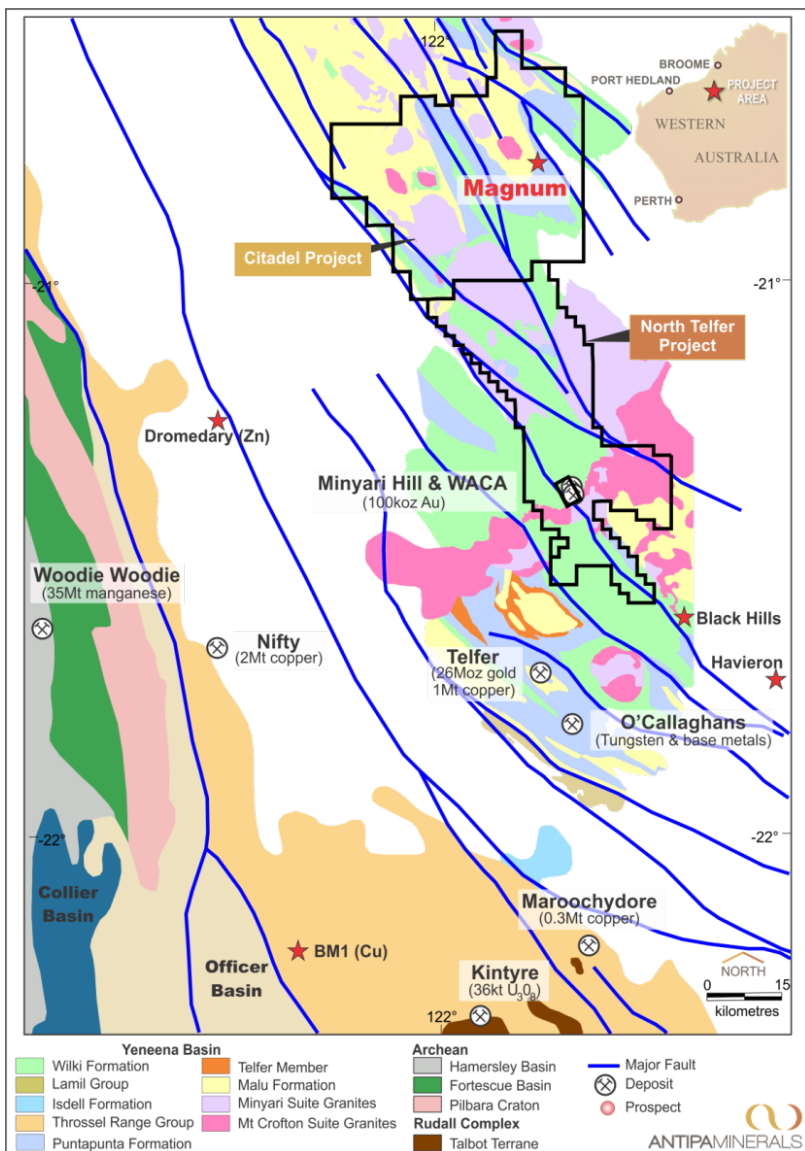 122°
BROOME
PORT HEDLAND
PROJECT
AREA
WESTERN
AUSTRALIA
PERTH
Magnum
Citadel Project
-21°
-21°
North Telfer
Project
Dromedary (Zn)
Minyari Hill & WACA
(100koz Au)
Woodie Woodie
(35Mt manganese)
Nifty
(2Mt copper)
Black Hills
Telfer
(26Moz gold
1Mt copper)
Havieron
O'Callaghans
(Tungsten & base metals)
-22°
-22°
Collier
Basin
Maroochydore
(0.3Mt copper)
BM1 (Cu)
Officer
Basin
Kintyre
(36kt U₃0₈)
NORTH
0 15
kilometres
122°
Yeneena Basin
Wilki Formation
Lamil Group
Isdell Formation
Throssel Range Group
Puntapunta Formation
Telfer Member
Malu Formation
Minyari Suite Granites
Mt Crofton Suite Granites
Archean
Hamersley Basin
Fortescue Basin
Pilbara Craton
Rudall Complex
Talbot Terrane
Major Fault
Deposit
Prospect
ANTIPAMINERALS